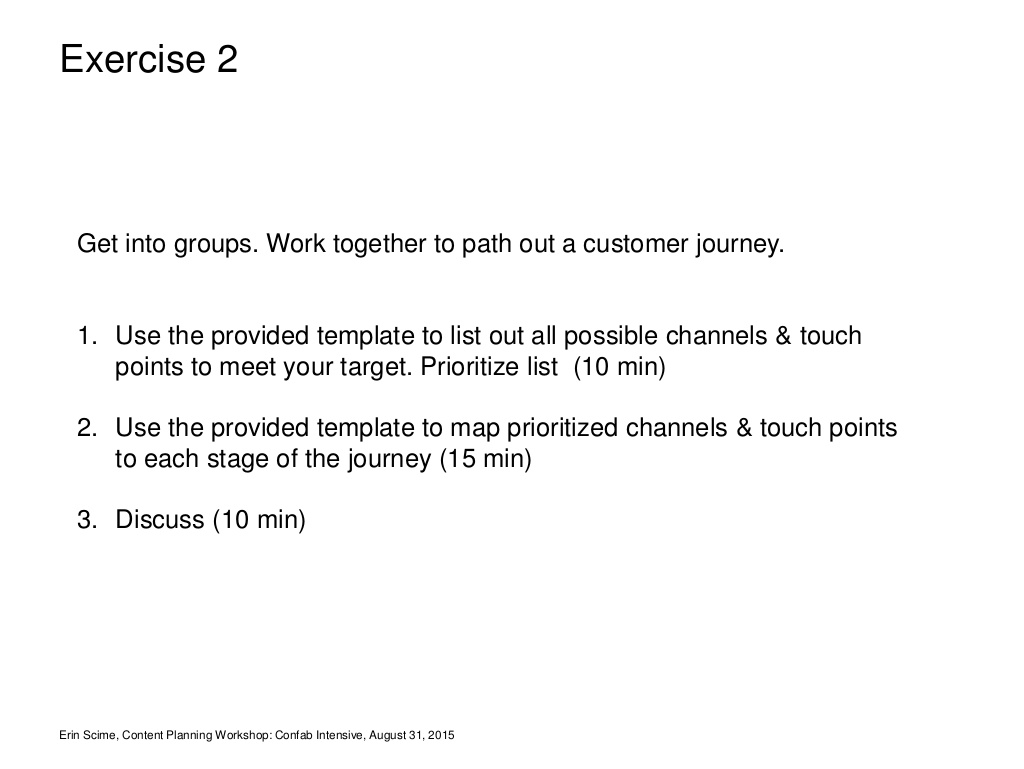 Exercise 2
Get into groups. Work together to path out a customer journey.
1. Use the provided template to list out all possible channels & touch
points to meet your target. Prioritize list  (10 min)
2. Use the provided template to map prioritized channels & touch points
to each stage of the journey (15 min)
3. Discuss (10 min)
Erin Scime, Content Planning Workshop: Confab Intensive, August 31, 2015